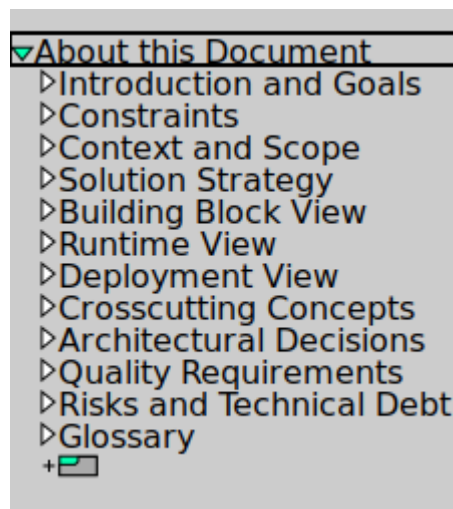 About this Document
Introduction and Goals
Constraints
Context and Scope
Solution Strategy
Building Block View
Runtime View
Deployment View
Crosscutting Concepts
Architectural Decisions
Quality Requirements
Risks and Technical Debt
Glossary
+